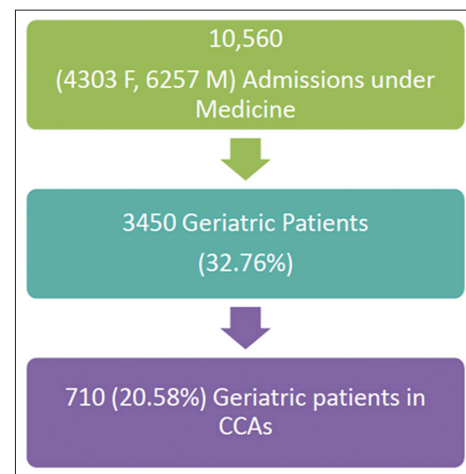 10,560
(4303 F, 6257 M) Admissions under
Medicine
3450 Geriatric Patients
(32.76%)
710 (20.58%) Geriatric patients in
CCAs